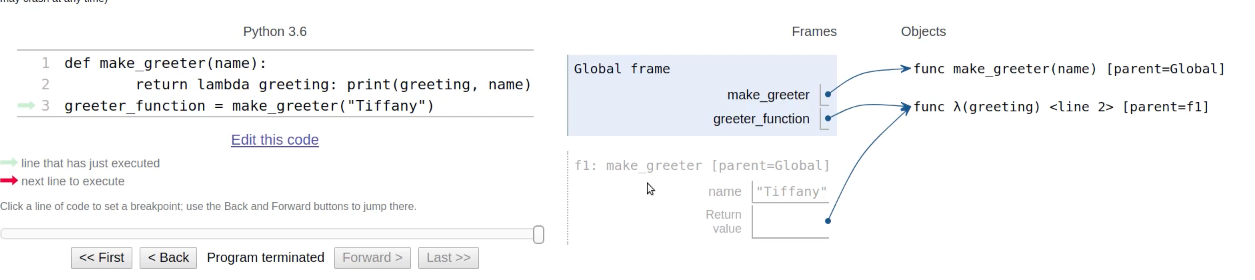 may crash at any time)
Python 3.6
1 def make_greeter(name):
2 return lambda greeting: print(greeting, name)
3 greeter_function = make_greeter("Tiffany")
Edit this code
line that has just executed
next line to execute
Click a line of code to set a breakpoint; use the Back and Forward buttons to jump there.
<< First < Back Program terminated Forward > Last >>
Frames Objects
Global frame
make_greeter
greeter_function
func make_greeter(name) [parent=Global]
func λ(greeting) <line 2> [parent=f1]
f1: make_greeter [parent=Global]
name "Tiffany"
Return
value